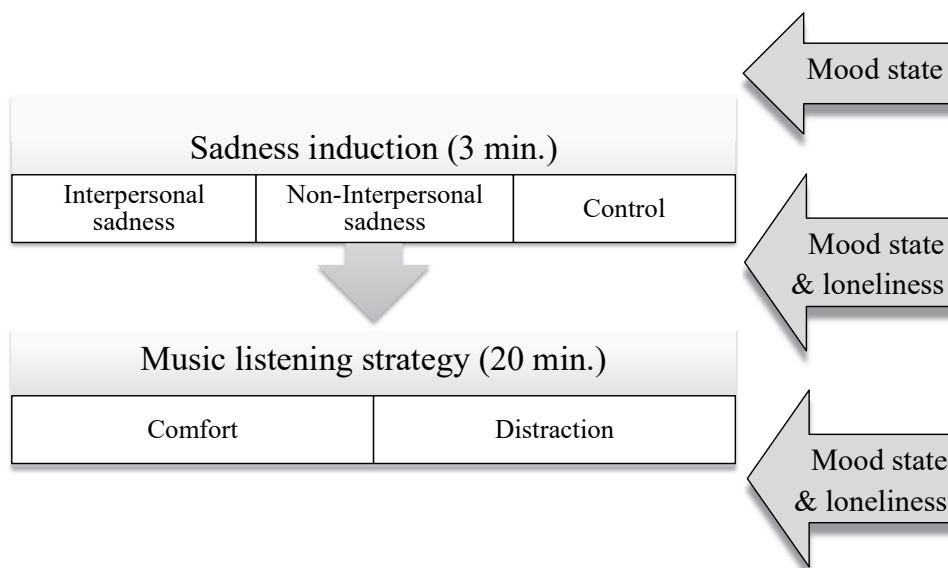 Mood state
Sadness induction (3 min.)
Interpersonal
sadness
Non-Interpersonal
sadness
Control
Mood state
& loneliness
Music listening strategy (20 min.)
Comfort
Distraction
Mood state
& loneliness